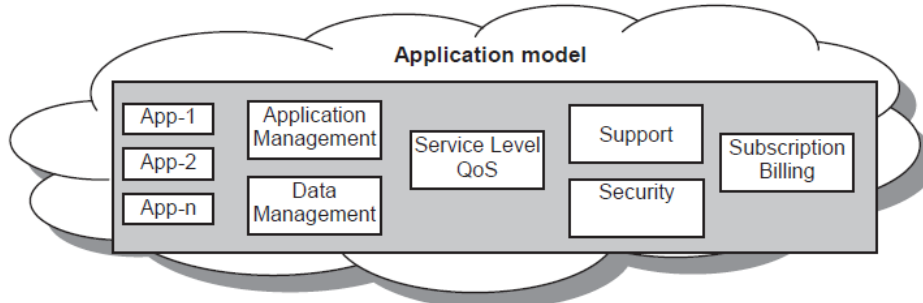 Application model
App-1
App-2
App-n
Application
Management
Data
Management
Service Level
QoS
Support
Security
Subscription
Billing